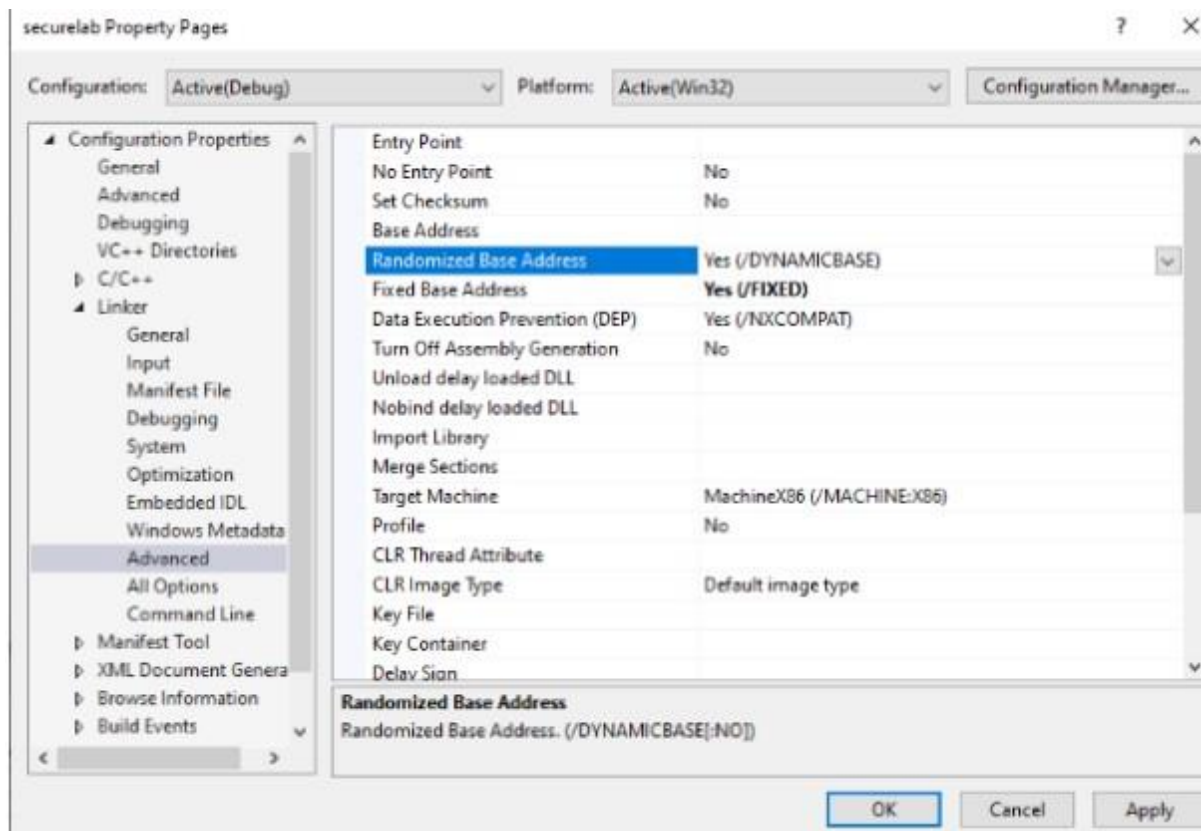 securelab Property Pages ? ×
Configuration: Active(Debug) Platform: Active(Win32) Configuration Manager...
Configuration Properties
General
Advanced
Debugging
VC++ Directories
C/C++
Linker
General
Input
Manifest File
Debugging
System
Optimization
Embedded IDL
Windows Metadata
Advanced
All Options
Command Line
Manifest Tool
XML Document Genera
Browse Information
Build Events
Entry Point
No Entry Point No
Set Checksum No
Base Address
Randomized Base Address Yes (/DYNAMICBASE)
Fixed Base Address Yes (/FIXED)
Data Execution Prevention (DEP) Yes (/NXCOMPAT)
Turn Off Assembly Generation No
Unload delay loaded DLL
Nobind delay loaded DLL
Import Library
Merge Sections
Target Machine MachineX86 (/MACHINE:X86)
Profile No
CLR Thread Attribute
CLR Image Type Default image type
Key File
Key Container
Delay Sign
Randomized Base Address
Randomized Base Address. (/DYNAMICBASE[:NO])
OK Cancel Apply